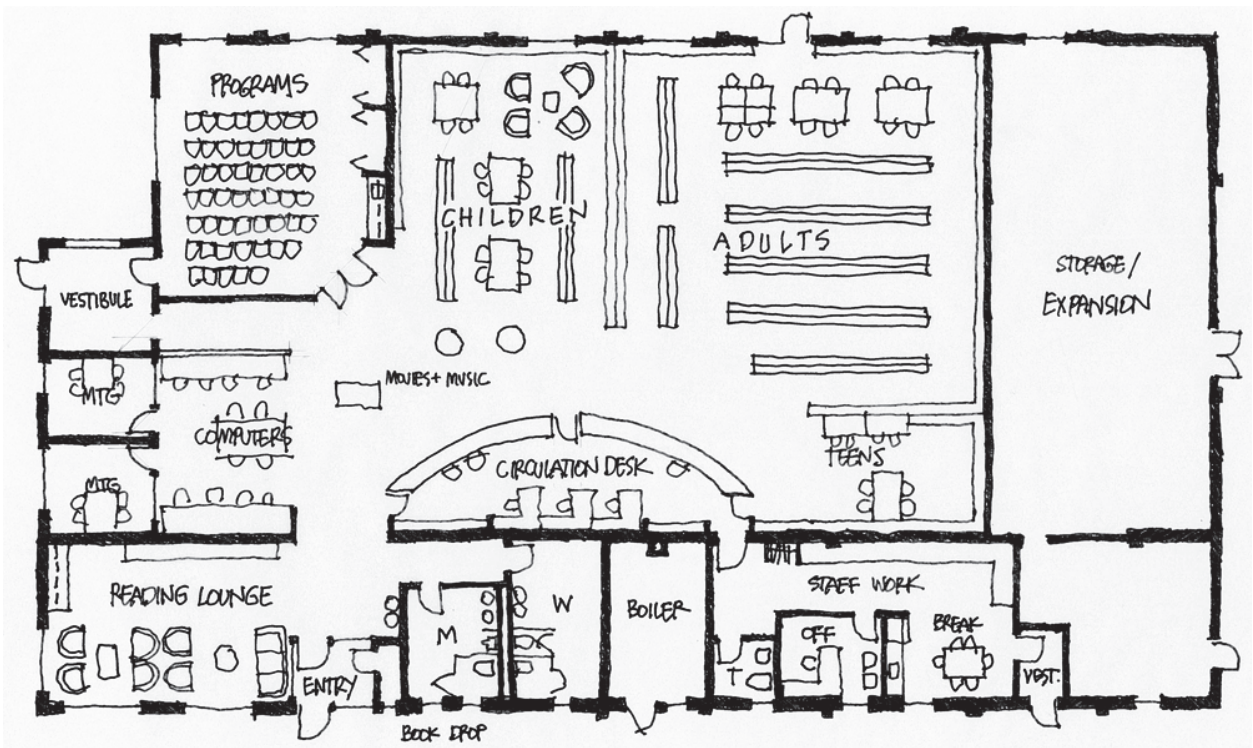 PROGRAMS
CHILDREN
ADULTS
STORAGE/
EXPANSION
VESTIBULE
MTG
MOVIES + MUSIC
COMPUTERS
CIRCULATION DESK
TEENS
MTG
READING LOUNGE
M
W
BOILER
STAFF WORK
OFF
BREAK
T
ENTRY
VEST.
BOOK DROP